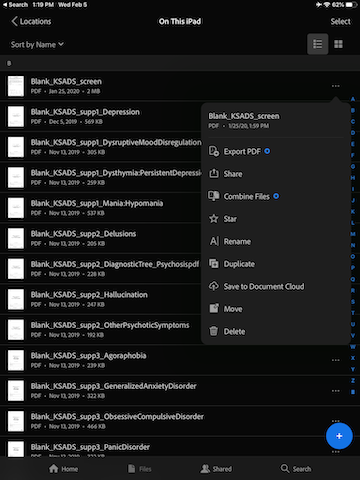 Search 1:19 PM Wed Feb 5 62%
Locations On This iPad Select
Sort by Name
B
Blank_KSADS_screen
PDF • Jan 25, 2020 • 2 MB
Blank_KSADS_supp1_Depression
PDF • Dec 5, 2019 • 569 KB
Blank_KSADS_supp1_DysruptiveMoodDisregulation
PDF • Nov 13, 2019 • 305 KB
Blank_KSADS_supp1_Dysthymia:PersistentDepressi
PDF • Nov 13, 2019 • 259 KB
Blank_KSADS_supp1_Mania:Hypomania
PDF • Nov 13, 2019 • 537 KB
Blank_KSADS_supp2_Delusions
PDF • Nov 13, 2019 • 205 KB
Blank_KSADS_supp2_DiagnosticTree_Psychosispdf
PDF • Nov 13, 2019 • 228 KB
Blank_KSADS_supp2_Hallucination
PDF • Nov 13, 2019 • 247 KB
Blank_KSADS_supp2_OtherPsychoticSymptoms
PDF • Nov 13, 2019 • 192 KB
Blank_KSADS_supp3_Agoraphobia
PDF • Nov 13, 2019 • 239 KB
Blank_KSADS_supp3_GeneralizedAnxietyDisorder
PDF • Nov 13, 2019 • 322 KB
Blank_KSADS_supp3_ObsessiveCompulsiveDisorder
PDF • Nov 13, 2019 • 466 KB
Blank_KSADS_supp3_PanicDisorder
PDF • Nov 13, 2019 • 322 KB
Blank_KSADS_screen
PDF • 1/25/20, 1:59 PM
Export PDF
Share
Combine Files
Star
Rename
Duplicate
Save to Document Cloud
Move
Delete
A
S
T
U
V
W
X
Y
Z
#
Home Files Shared Search